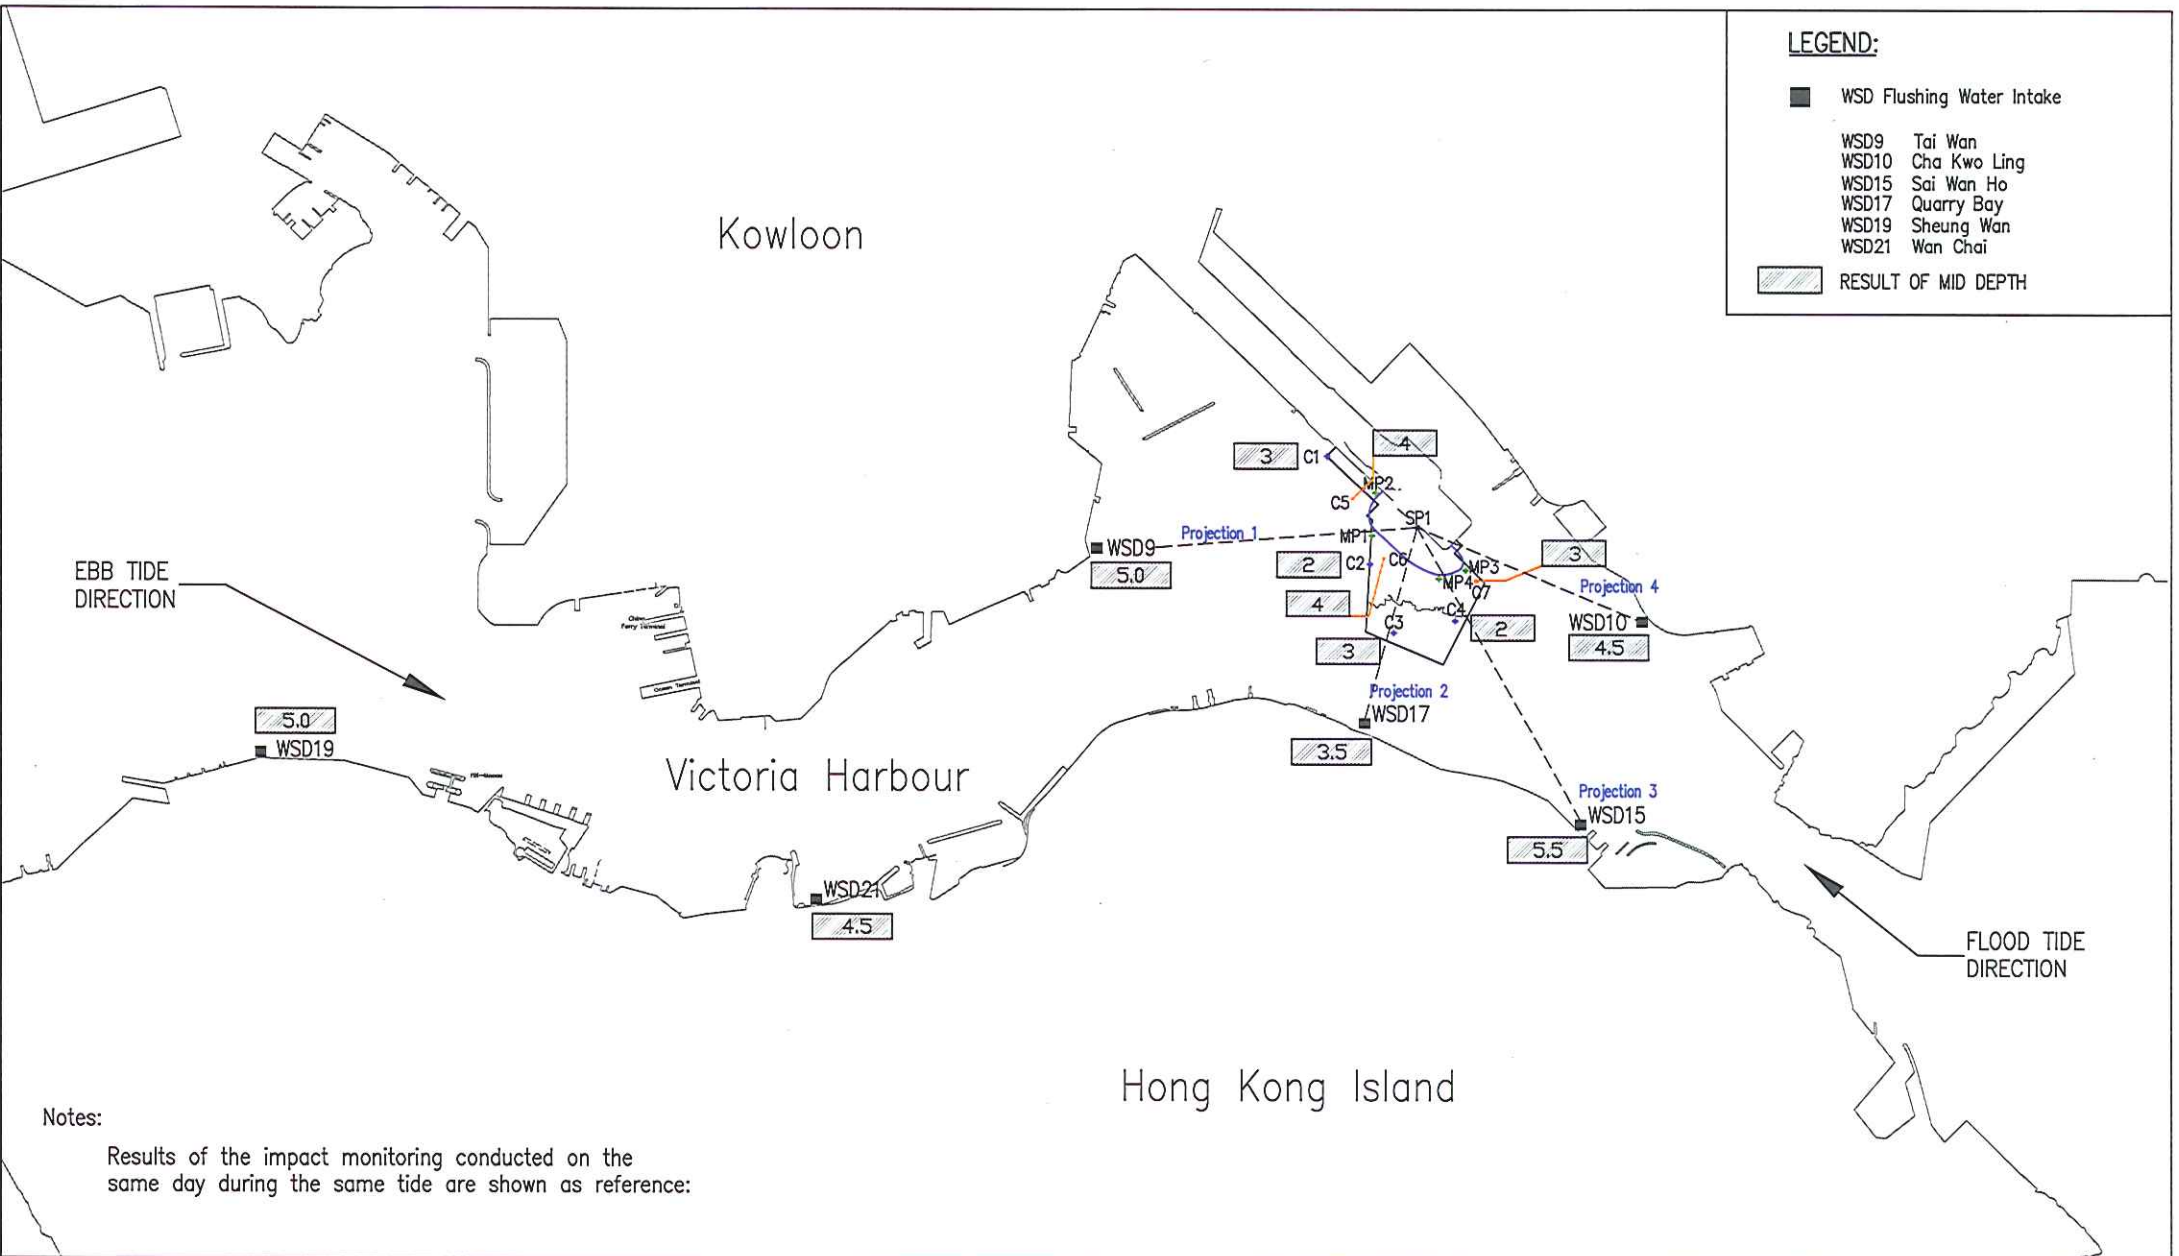 LEGEND:
WSD Flushing Water Intake
WSD9 Tai Wan
WSD10 Cha Kwo Ling
WSD15 Sai Wan Ho
WSD17 Quarry Bay
WSD19 Sheung Wan
WSD21 Wan Chai
RESULT OF MID DEPTH
Kowloon
4
3
C1
MP2
C5
SP1
Projection 1
MP1
WSD9
5.0
2
C2
C6
MP3
3
MP4
C7
Projection 4
4
C4
C3
2
WSD10
4.5
3
EBB TIDE
DIRECTION
China
Ferry Terminal
Ocean Terminal
Projection 2
WSD17
3.5
5.0
WSD19
Victoria Harbour
Projection 3
WSD15
5.5
WSD21
4.5
FLOOD TIDE
DIRECTION
Hong Kong Island
Notes:
Results of the impact monitoring conducted on the
same day during the same tide are shown as reference: